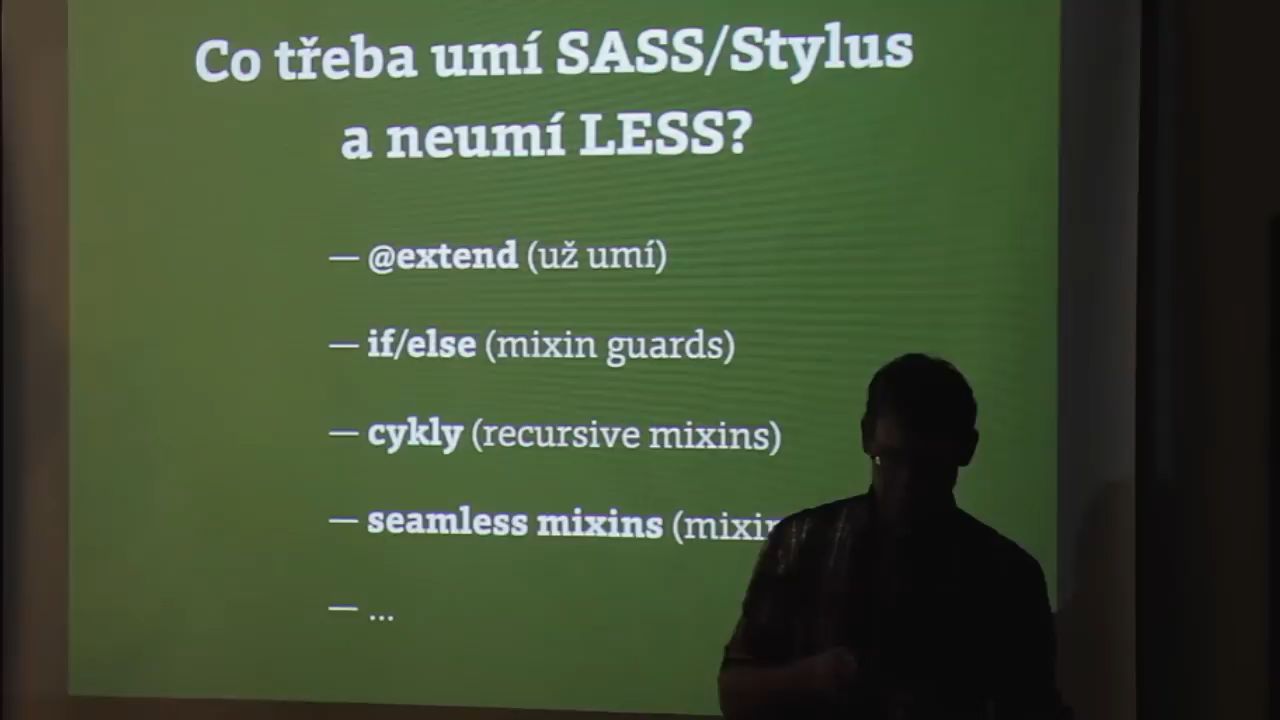 Co třeba umí SASS/Stylus
a neumí LESS?
— @extend (už umí)
— if/else (mixin guards)
— cykly (recursive mixins)
— seamless mixins
— ...